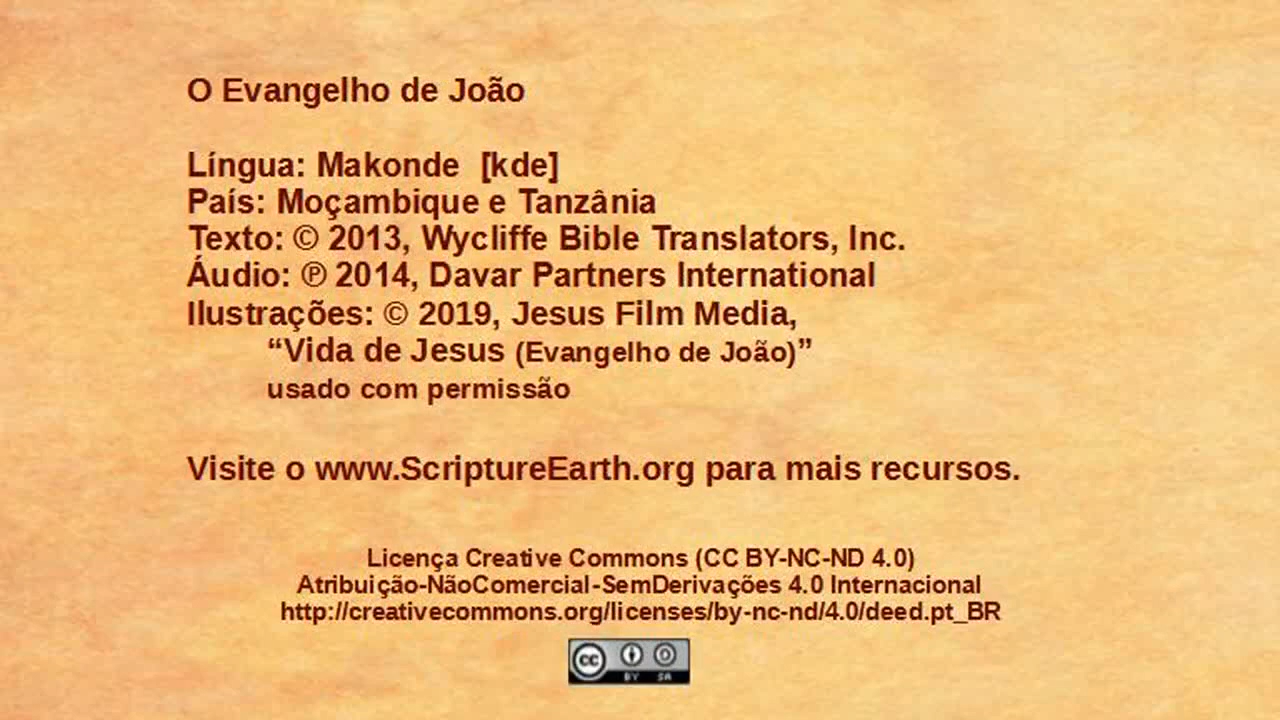 O Evangelho de João
Língua: Makonde [kde]
País: Moçambique e Tanzânia
Texto: © 2013, Wycliffe Bible Translators, Inc.
Áudio: ℗ 2014, Davar Partners International
Ilustrações: © 2019, Jesus Film Media,
“Vida de Jesus (Evangelho de João)”
usado com permissão
Visite o www.ScriptureEarth.org para mais recursos.
Licença Creative Commons (CC BY-NC-ND 4.0)
Atribuição-NãoComercial-SemDerivações 4.0 Internacional
http://creativecommons.org/licenses/by-nc-nd/4.0/deed.pt_BR
cc BY SA